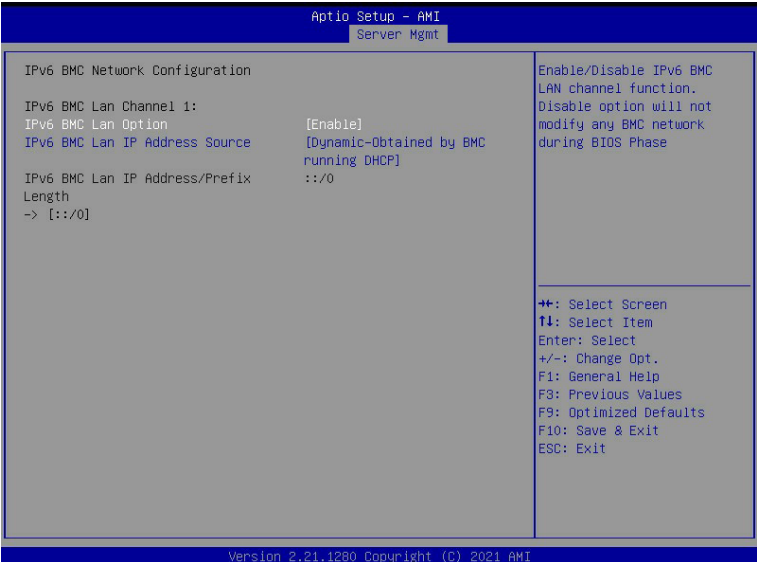 Aptio Setup – AMI
Server Mgmt
IPv6 BMC Network Configuration
IPv6 BMC Lan Channel 1:
IPv6 BMC Lan Option [Enable]
IPv6 BMC Lan IP Address Source [Dynamic-Obtained by BMC
running DHCP]
IPv6 BMC Lan IP Address/Prefix ::/0
Length
-> [::/0]
Enable/Disable IPv6 BMC
LAN channel function.
Disable option will not
modify any BMC network
during BIOS Phase
→←: Select Screen
↑↓: Select Item
Enter: Select
+/-: Change Opt.
F1: General Help
F3: Previous Values
F9: Optimized Defaults
F10: Save & Exit
ESC: Exit
Version 2.21.1280 Copyright (C) 2021 AMI